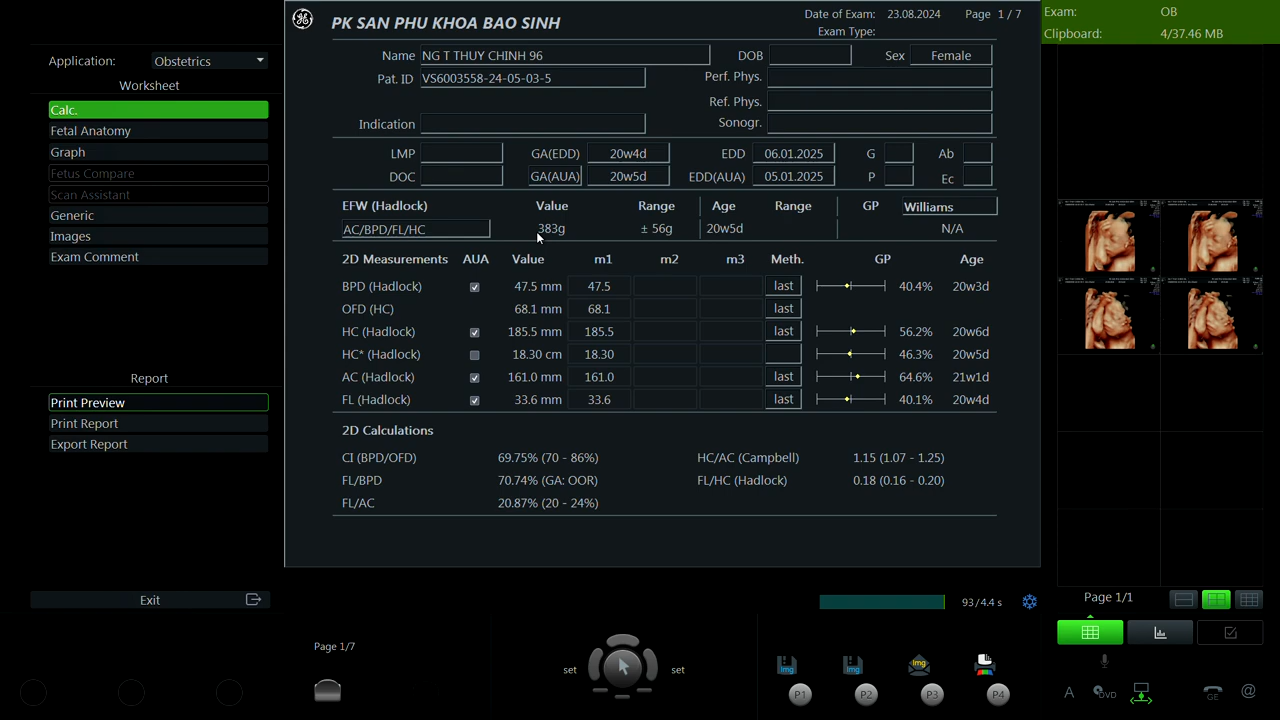 PK SAN PHU KHOA BAO SINH
Date of Exam: 23.08.2024 Page 1 / 7
Exam Type:
Exam: OB
Clipboard: 4/37.46 MB
Application: Obstetrics
Worksheet
Calc.
Fetal Anatomy
Graph
Fetus Compare
Scan Assistant
Generic
Images
Exam Comment
Report
Print Preview
Print Report
Export Report
Exit
Name NG T THUY CHINH 96 DOB Sex Female
Pat. ID VS6003558-24-05-03-5 Perf. Phys.
Ref. Phys.
Indication Sonogr.
LMP GA(EDD) 20w4d EDD 06.01.2025 G Ab
DOC GA(AUA) 20w5d EDD(AUA) 05.01.2025 P Ec
EFW (Hadlock) Value Range Age Range GP Williams
AC/BPD/FL/HC 383g ± 56g 20w5d N/A
2D Measurements AUA Value m1 m2 m3 Meth. GP Age
BPD (Hadlock) 47.5 mm 47.5 last 40.4% 20w3d
OFD (HC) 68.1 mm 68.1 last
HC (Hadlock) 185.5 mm 185.5 last 56.2% 20w6d
HC* (Hadlock) 18.30 cm 18.30 46.3% 20w5d
AC (Hadlock) 161.0 mm 161.0 last 64.6% 21w1d
FL (Hadlock) 33.6 mm 33.6 last 40.1% 20w4d
2D Calculations
CI (BPD/OFD) 69.75% (70 - 86%) HC/AC (Campbell) 1.15 (1.07 - 1.25)
FL/BPD 70.74% (GA: OOR) FL/HC (Hadlock) 0.18 (0.16 - 0.20)
FL/AC 20.87% (20 - 24%)
93/4.4 s
Page 1/1
Page 1/7
set set
Img Img Img
P1 P2 P3 P4
A DVD GE @